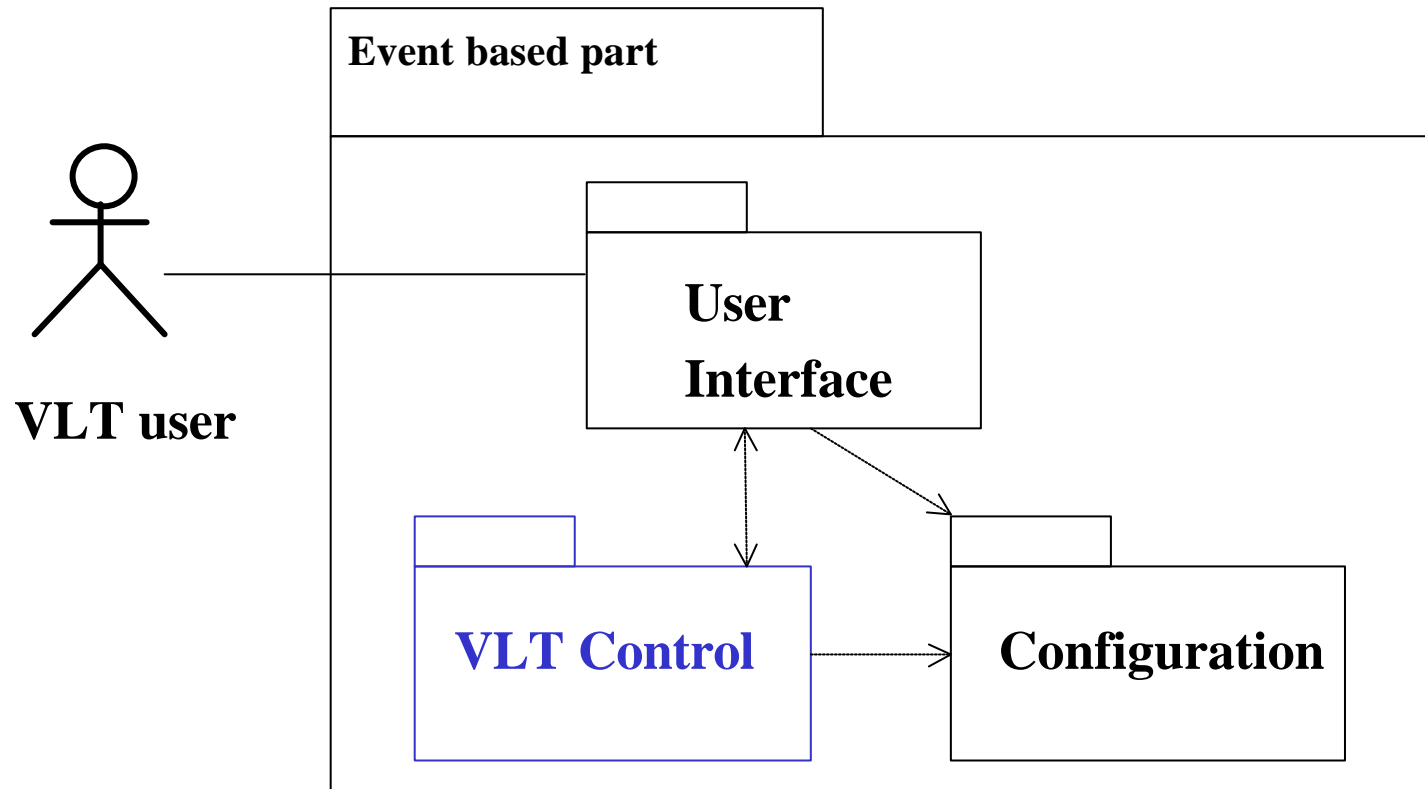 Event based part
User
Interface
VLT user
VLT Control
Configuration